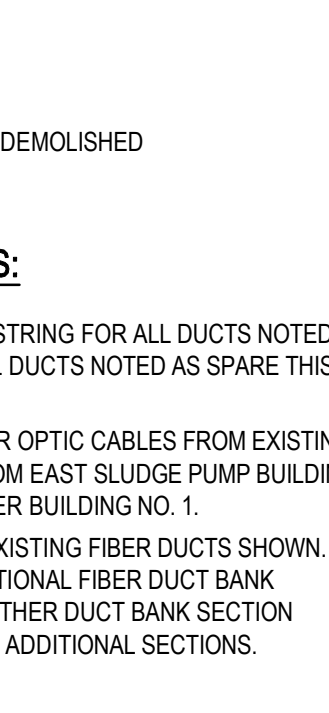 DEMOLISHED
S:
STRING FOR ALL DUCTS NOTED
DUCTS NOTED AS SPARE THIS
OPTIC CABLES FROM EXISTIN
OM EAST SLUDGE PUMP BUILDIN
ER BUILDING NO. 1.
XISTING FIBER DUCTS SHOWN.
TIONAL FIBER DUCT BANK
THER DUCT BANK SECTION
ADDITIONAL SECTIONS.